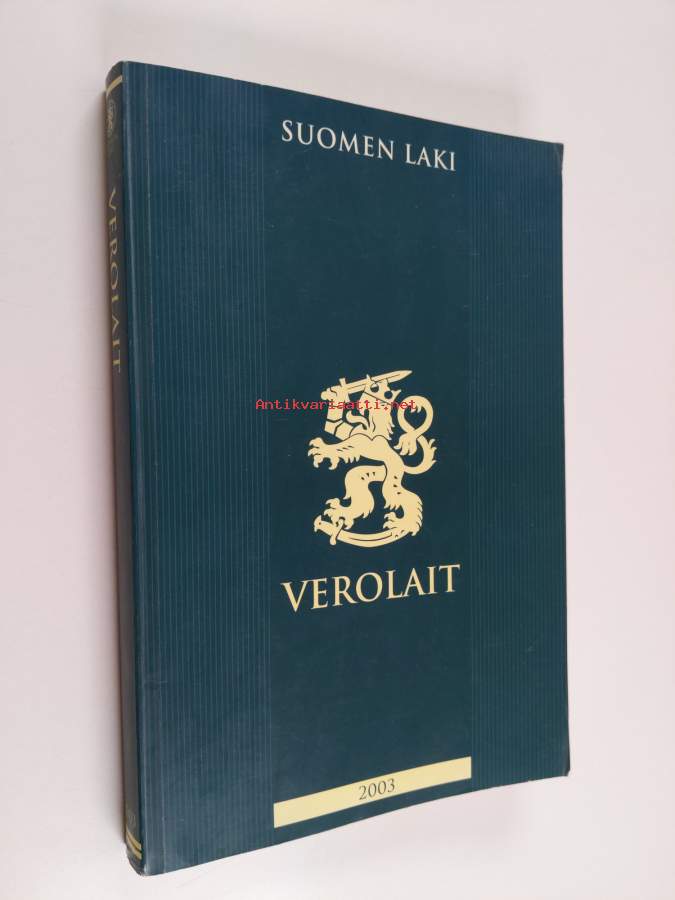 SUOMEN LAKI
Antikvariaatti.net
VEROLAIT
2003
VEROLAIT